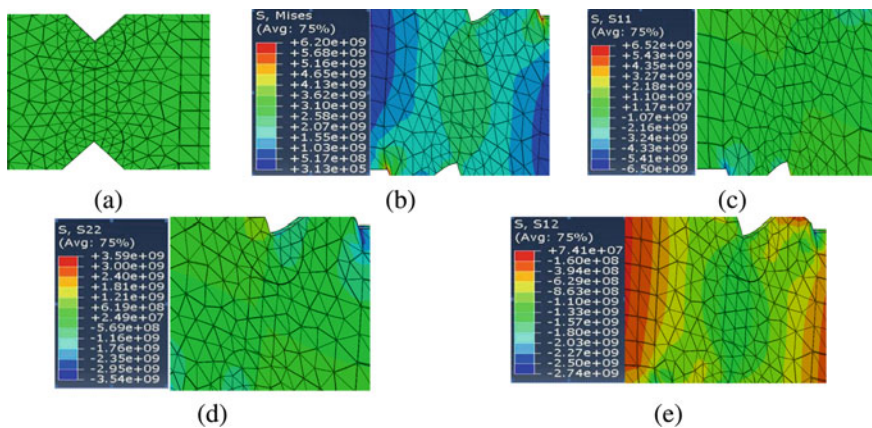 S, Mises
(Avg: 75%)
+6.20e+09
+5.68e+09
+5.16e+09
+4.65e+09
+4.13e+09
+3.62e+09
+3.10e+09
+2.58e+09
+2.07e+09
+1.55e+09
+1.03e+09
+5.17e+08
+3.13e+05
S, S11
(Avg: 75%)
+6.52e+09
+5.43e+09
+4.35e+09
+3.27e+09
+2.18e+09
+1.10e+09
+1.17e+07
-1.07e+09
-2.16e+09
-3.24e+09
-4.33e+09
-5.41e+09
-6.50e+09
(a)
(b)
(c)
S, S22
(Avg: 75%)
+3.59e+09
+3.00e+09
+2.40e+09
+1.81e+09
+1.21e+09
+6.19e+08
+2.49e+07
-5.69e+08
-1.16e+09
-1.76e+09
-2.35e+09
-2.95e+09
-3.54e+09
S, S12
(Avg: 75%)
+7.41e+07
-1.60e+08
-3.94e+08
-6.29e+08
-8.63e+08
-1.10e+09
-1.33e+09
-1.57e+09
-1.80e+09
-2.03e+09
-2.27e+09
-2.50e+09
-2.74e+09
(d)
(e)